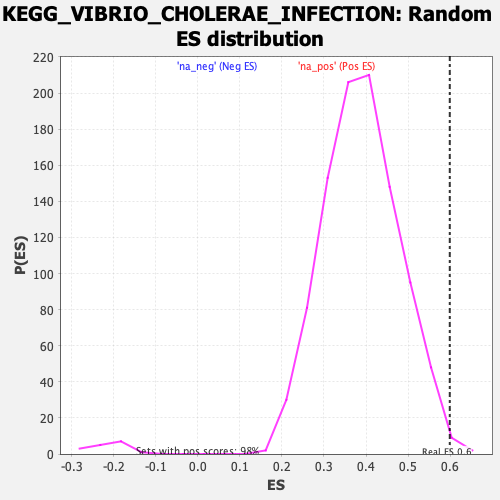 KEGG_VIBRIO_CHOLERAE_INFECTION: Random
ES distribution
'na_neg' (Neg ES) 'na_pos' (Pos ES)
220
200
180
160
140
120
100
80
60
40
20
0
P(ES)
Sets with pos scores: 98%
Real ES 0.6
-0.3 -0.2 -0.1 0.0 0.1 0.2 0.3 0.4 0.5 0.6
ES